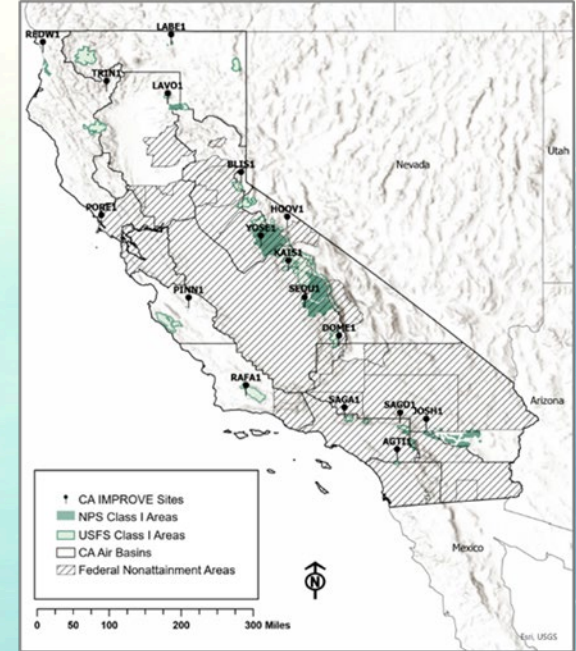 REDW1
LABE1
TRIN1
LAVO1
BLIS1
Nevada
Utah
HOOV1
PORE1
YOSE1
KAIS1
PINN1
SEQU1
DOME1
RAFA1
SAGA1
SAGO1
JOSH1
Arizona
AGTI1
CA IMPROVE Sites
NPS Class I Areas
USFS Class I Areas
CA Air Basins
Federal Nonattainment Areas
Mexico
N
0 50 100 200 300 Miles
Esri, USGS